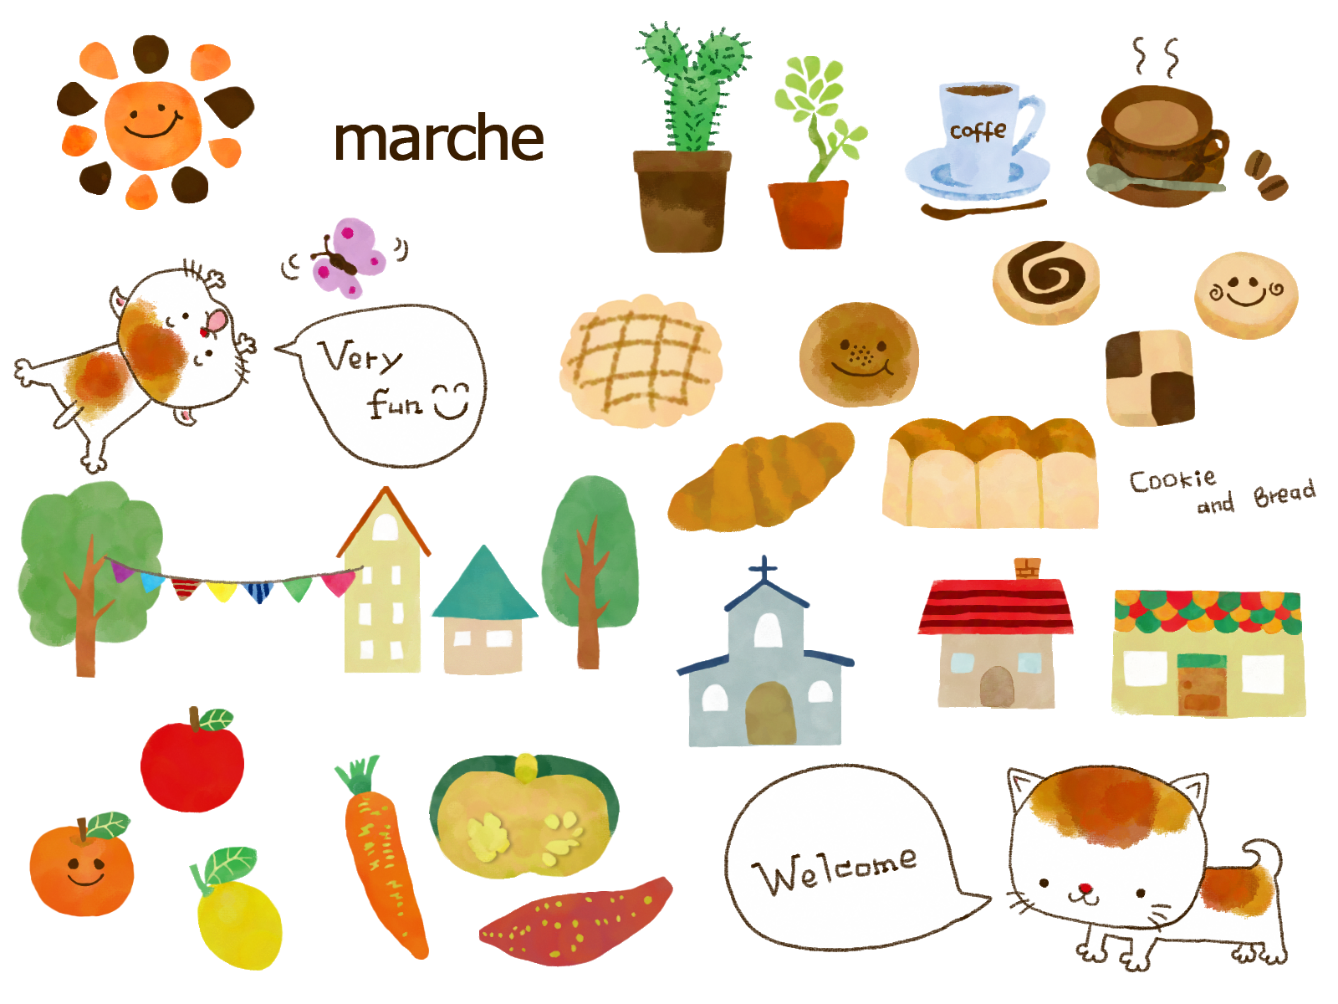 marche
coffe
Very
fun
Cookie
and Bread
Welcome